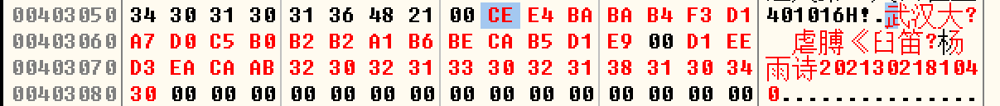 00403050 34 30 31 30 31 36 48 21 00 CE E4 BA BA B4 F3 D1 401016H!.武汉大?
00403060 A7 D0 C5 B0 B2 B2 A1 B6 BE CA B5 D1 E9 00 D1 EE 虐膊《臼笛?杨
00403070 D3 EA CA AB 32 30 32 31 33 30 32 31 38 31 30 34 雨诗202130218104
00403080 30 00 00 00 00 00 00 00 00 00 00 00 00 00 00 00 0...............